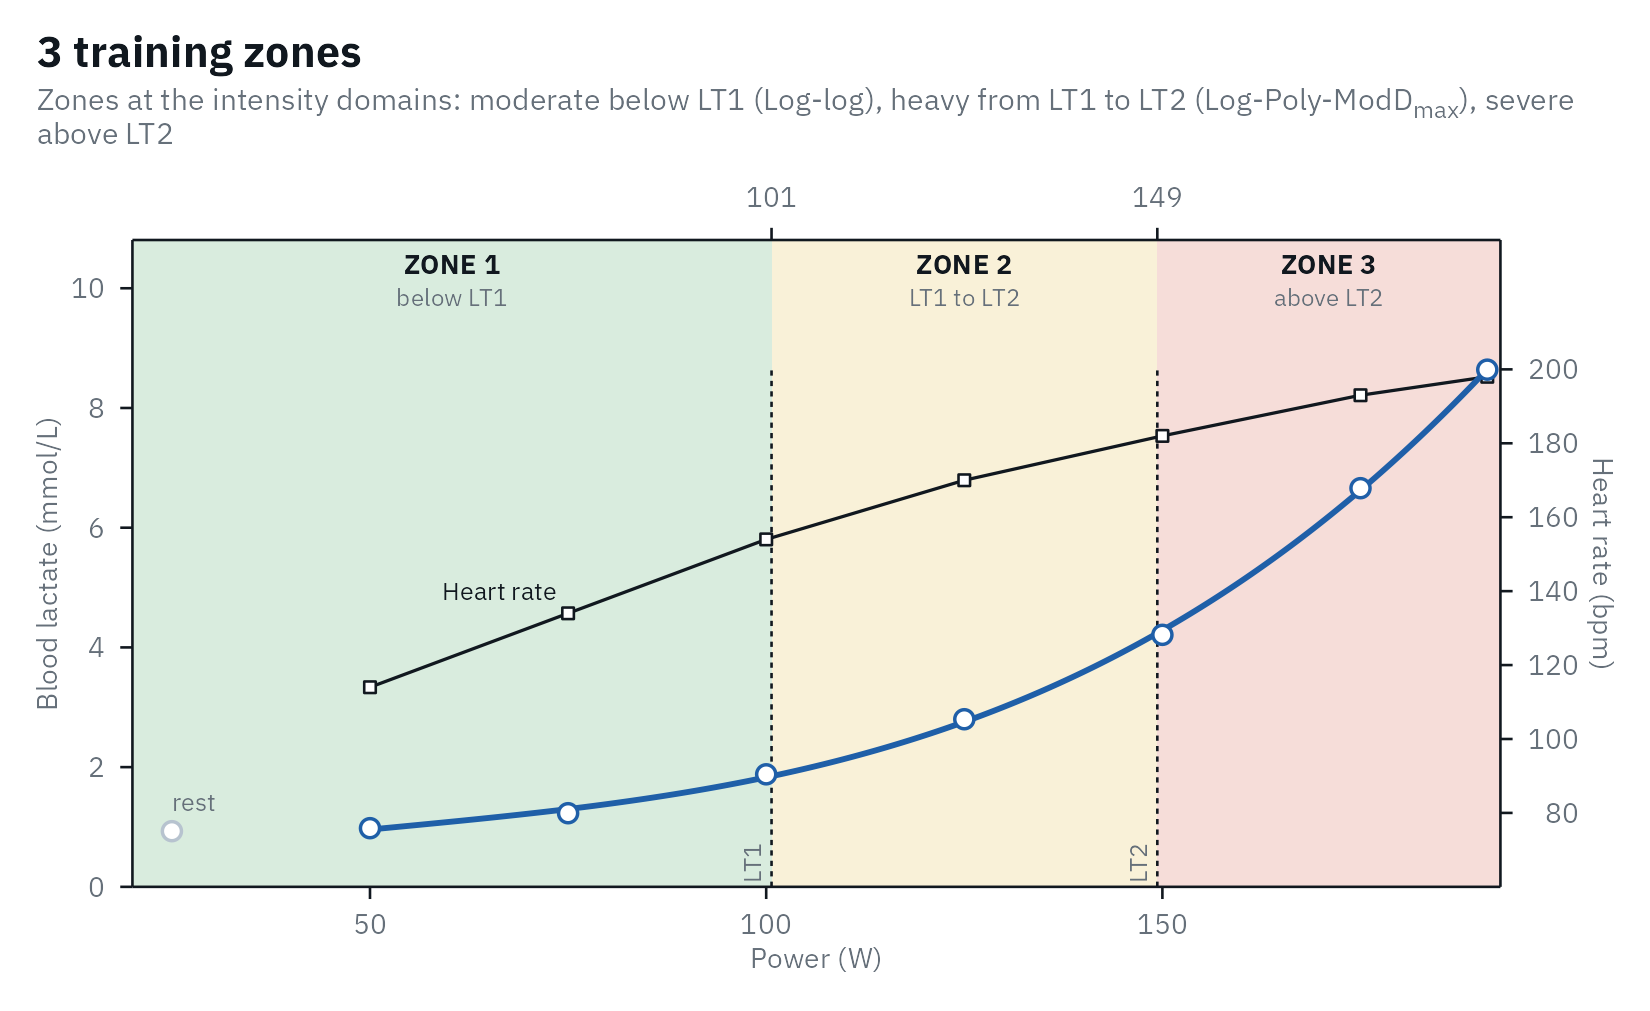 3 training zones
Zones at the intensity domains: moderate below LT1 (Log-log), heavy from LT1 to LT2 (Log-Poly-ModDmax), severe
above LT2
101
149
ZONE 1
below LT1
ZONE 2
LT1 to LT2
ZONE 3
above LT2
10
8
6
4
2
0
Blood lactate (mmol/L)
200
180
160
140
120
100
80
Heart rate (bpm)
Heart rate
rest
LT1
LT2
50
100
150
Power (W)